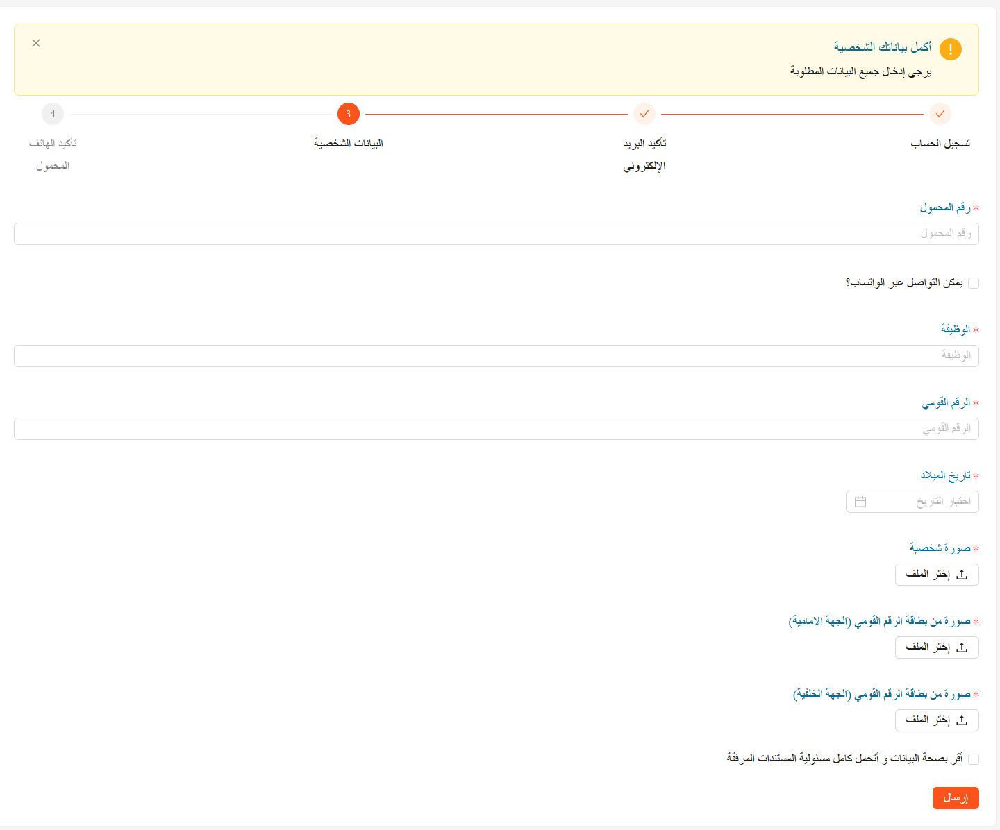 أكمل بياناتك الشخصية
يرجى إدخال جميع البيانات المطلوبة
تسجيل الحساب
تأكيد البريد
الإلكتروني
3
البيانات الشخصية
4
تأكيد الهاتف
المحمول
* رقم المحمول
رقم المحمول
يمكن التواصل عبر الواتساب؟
* الوظيفة
الوظيفة
* الرقم القومي
الرقم القومي
* تاريخ الميلاد
اختيار التاريخ
* صورة شخصية
إختر الملف
* صورة من بطاقة الرقم القومي (الجهة الامامية)
إختر الملف
* صورة من بطاقة الرقم القومي (الجهة الخلفية)
إختر الملف
أقر بصحة البيانات و أتحمل كامل مسئولية المستندات المرفقة
إرسال